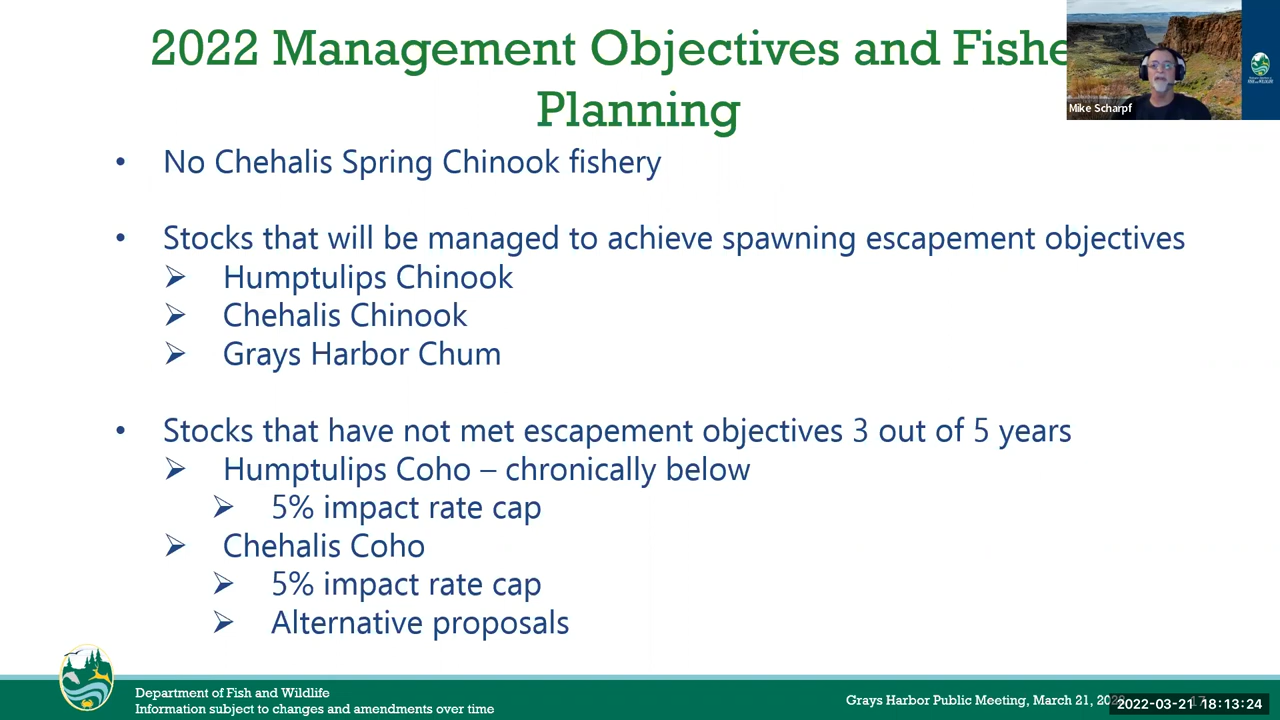 2022 Management Objectives and Fishe
Planning
Mike Scharpf
• No Chehalis Spring Chinook fishery
• Stocks that will be managed to achieve spawning escapement objectives
➢ Humptulips Chinook
➢ Chehalis Chinook
➢ Grays Harbor Chum
• Stocks that have not met escapement objectives 3 out of 5 years
➢ Humptulips Coho – chronically below
➢ 5% impact rate cap
➢ Chehalis Coho
➢ 5% impact rate cap
➢ Alternative proposals
Department of Fish and Wildlife
Information subject to changes and amendments over time
Grays Harbor Public Meeting, March 21, 2022
17
2022-03-21 18:13:24